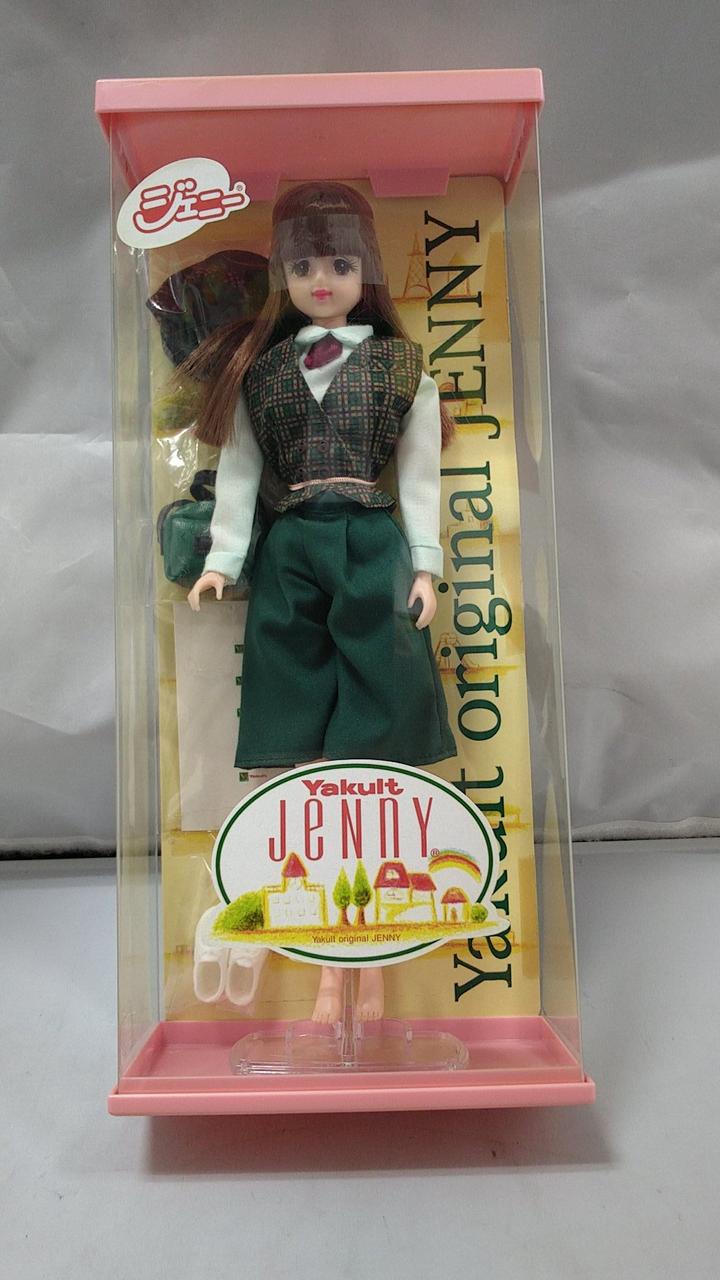 ジェニー®
Yakult original JENNY
Yakult
JENNY®
Yakult original JENNY